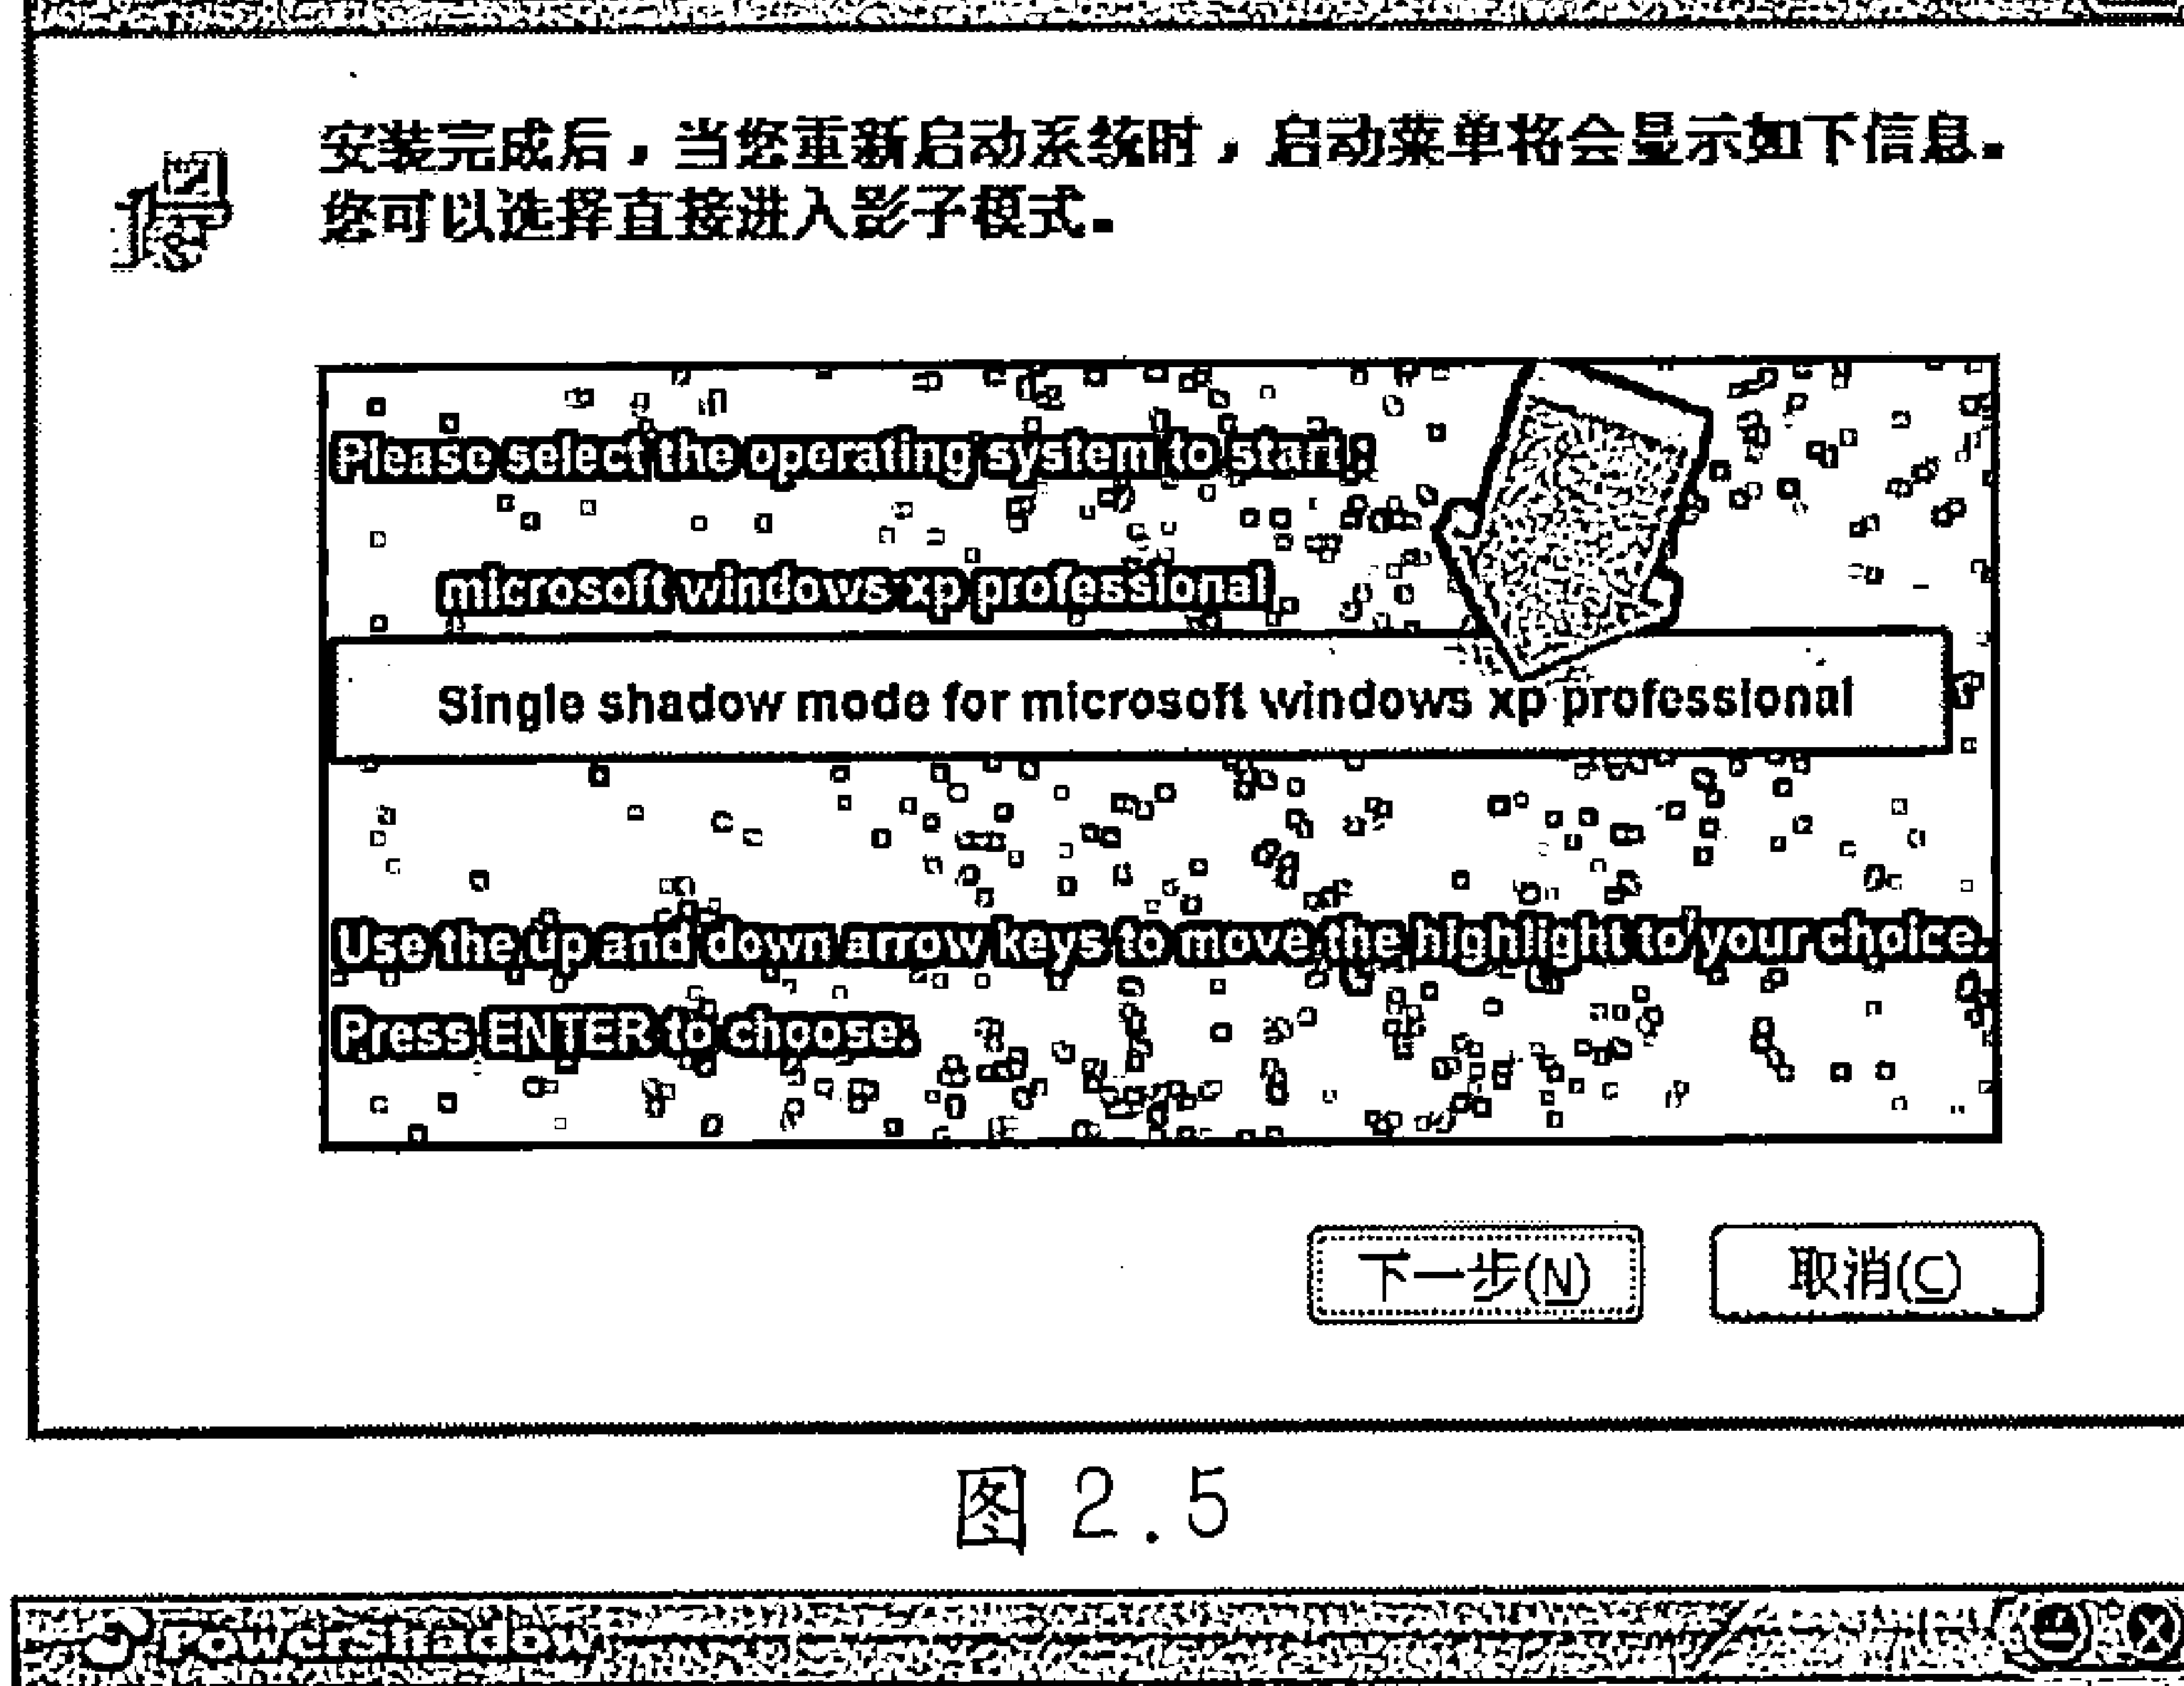 安装完成后，当您重新启动系统时，启动菜单将会显示如下信息。
您可以选择直接进入影子模式。
Please select the operating system to start:
microsoft windows xp professional
Single shadow mode for microsoft windows xp professional
Use the up and down arrow keys to move the highlight to your choice.
Press ENTER to choose.
下一步(N) 取消(C)
图 2.5
PowerShadow